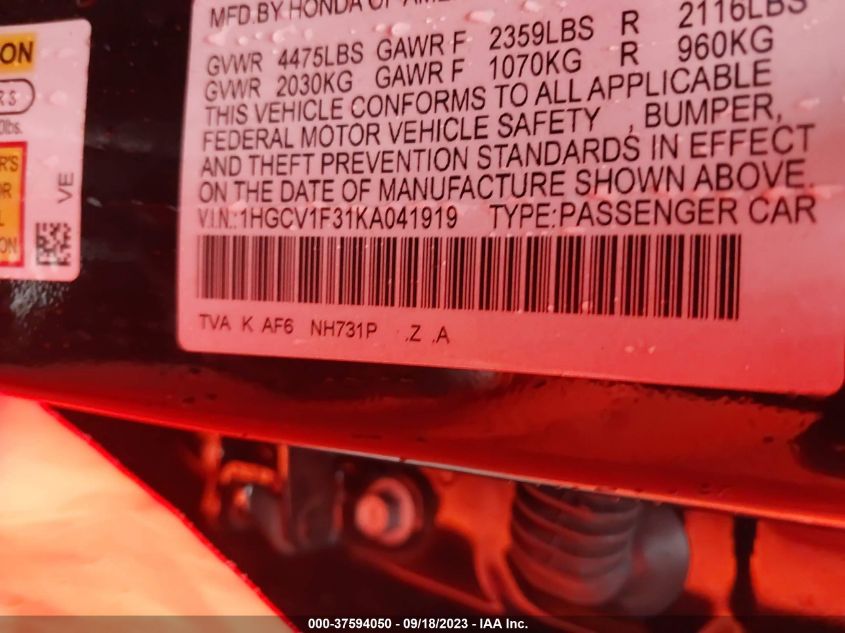 MFD.BY HONDA OF
GVWR 4475LBS GAWR F 2359LBS R 2116LBS
GVWR 2030KG GAWR F 1070KG R 960KG
THIS VEHICLE CONFORMS TO ALL APPLICABLE
FEDERAL MOTOR VEHICLE SAFETY , BUMPER,
AND THEFT PREVENTION STANDARDS IN EFFECT
ON THE DATE OF MANUFACTURE SHOWN ABOVE.
V.I.N.:1HGCV1F31KA041919 TYPE:PASSENGER CAR
TVA K AF6 NH731P .Z .A
VE
000-37594050 - 09/18/2023 - IAA Inc.